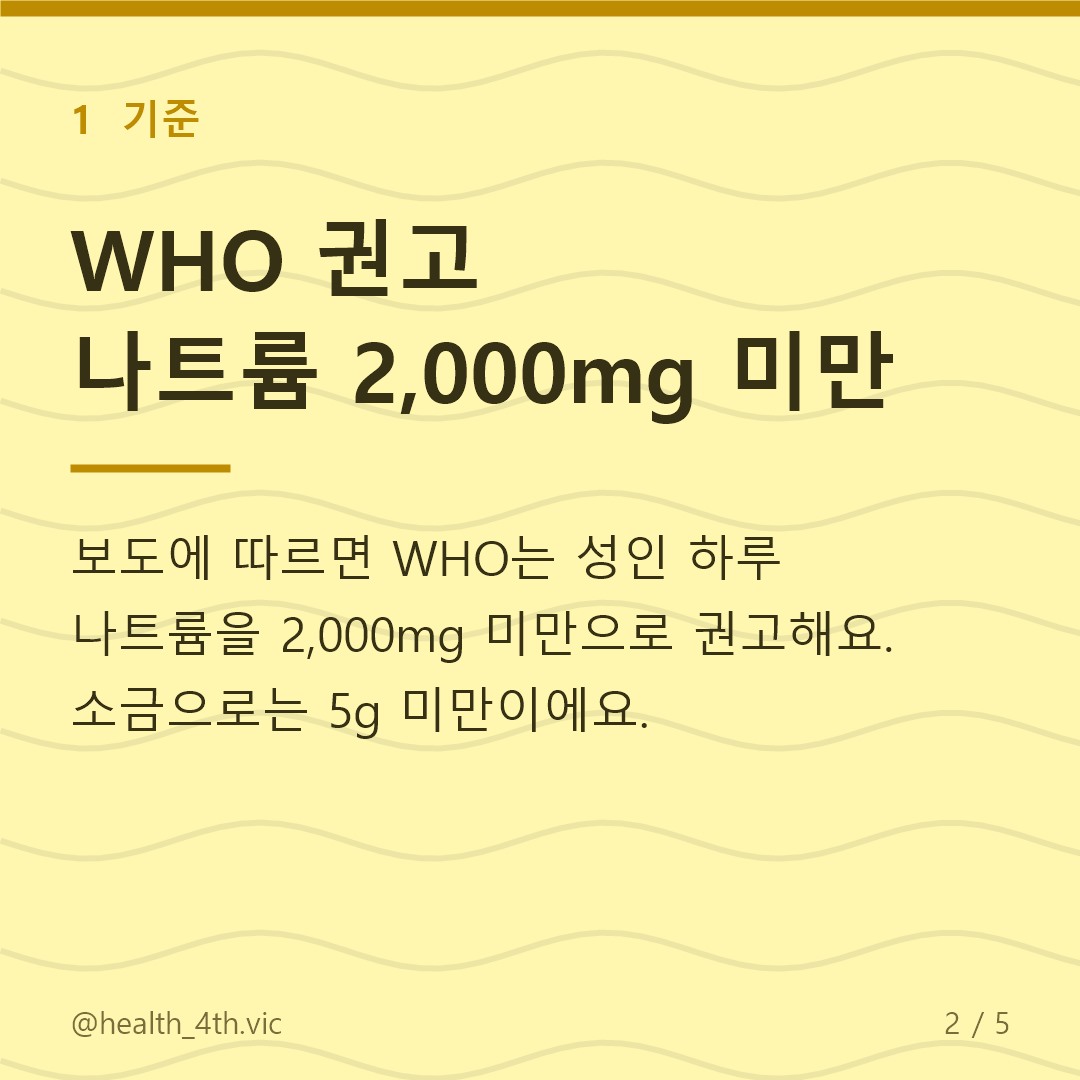 1 기준
WHO 권고
나트륨 2,000mg 미만
보도에 따르면 WHO는 성인 하루
나트륨을 2,000mg 미만으로 권고해요.
소금으로는 5g 미만이에요.
@health_4th.vic
2 / 5